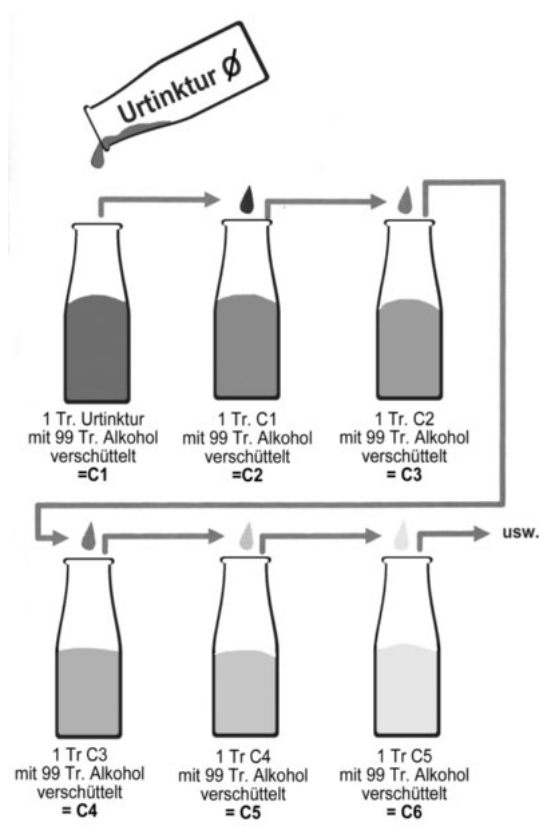 Urtinktur Ø
1 Tr. Urtinktur
mit 99 Tr. Alkohol
verschüttelt
=C1
1 Tr. C1
mit 99 Tr. Alkohol
verschüttelt
=C2
1 Tr. C2
mit 99 Tr. Alkohol
verschüttelt
= C3
usw.
1 Tr C3
mit 99 Tr. Alkohol
verschüttelt
= C4
1 Tr C4
mit 99 Tr. Alkohol
verschüttelt
= C5
1 Tr C5
mit 99 Tr. Alkohol
verschüttelt
= C6